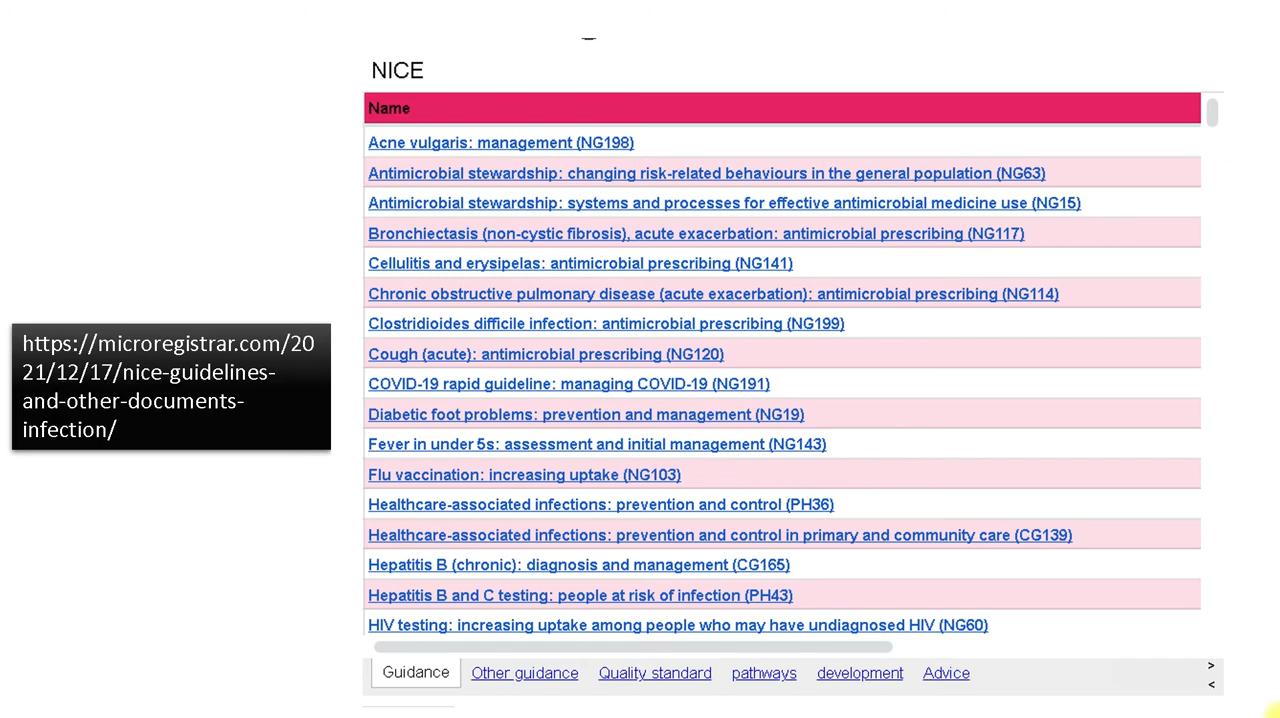 NICE
Name
Acne vulgaris: management (NG198)
Antimicrobial stewardship: changing risk-related behaviours in the general population (NG63)
Antimicrobial stewardship: systems and processes for effective antimicrobial medicine use (NG15)
Bronchiectasis (non-cystic fibrosis), acute exacerbation: antimicrobial prescribing (NG117)
Cellulitis and erysipelas: antimicrobial prescribing (NG141)
Chronic obstructive pulmonary disease (acute exacerbation): antimicrobial prescribing (NG114)
Clostridioides difficile infection: antimicrobial prescribing (NG199)
Cough (acute): antimicrobial prescribing (NG120)
COVID-19 rapid guideline: managing COVID-19 (NG191)
Diabetic foot problems: prevention and management (NG19)
Fever in under 5s: assessment and initial management (NG143)
Flu vaccination: increasing uptake (NG103)
Healthcare-associated infections: prevention and control (PH36)
Healthcare-associated infections: prevention and control in primary and community care (CG139)
Hepatitis B (chronic): diagnosis and management (CG165)
Hepatitis B and C testing: people at risk of infection (PH43)
HIV testing: increasing uptake among people who may have undiagnosed HIV (NG60)
Guidance Other guidance Quality standard pathways development Advice
https://microregistrar.com/20
21/12/17/nice-guidelines-
and-other-documents-
infection/